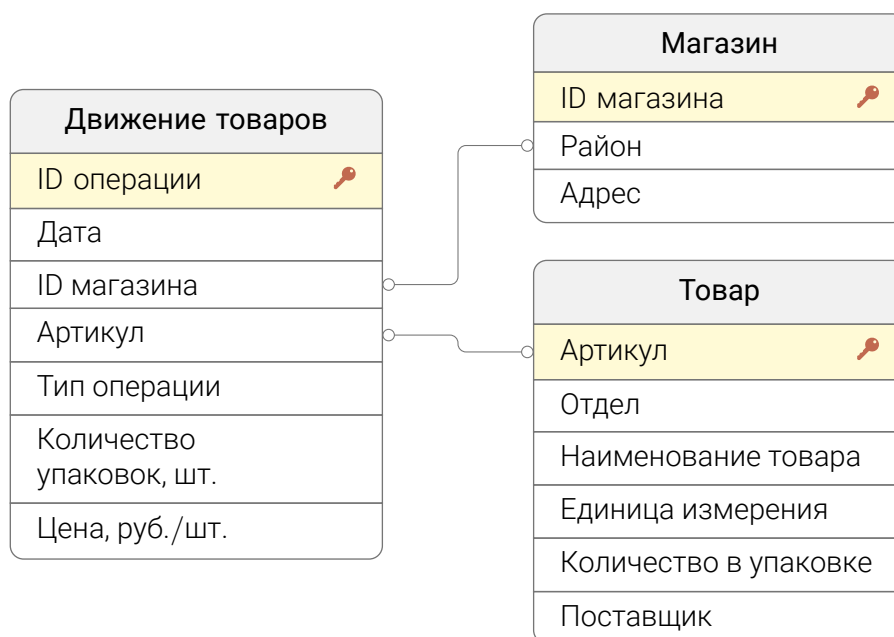 Движение товаров
ID операции
Дата
ID магазина
Артикул
Тип операции
Количество
упаковок, шт.
Цена, руб./шт.
Магазин
ID магазина
Район
Адрес
Товар
Артикул
Отдел
Наименование товара
Единица измерения
Количество в упаковке
Поставщик